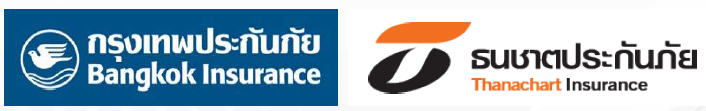 กรุงเทพประกันภัย
Bangkok Insurance
ธนชาตประกันภัย
Thanachart Insurance